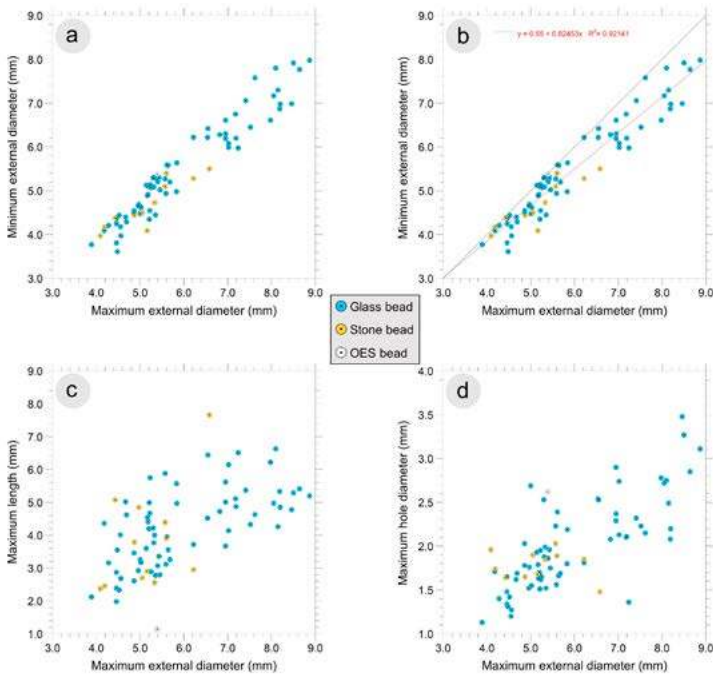 a
Minimum external diameter (mm)
9.0
8.0
7.0
6.0
5.0
4.0
3.0
3.0 4.0 5.0 6.0 7.0 8.0 9.0
Maximum external diameter (mm)
b
y = 0.65 + 0.82453x R²= 0.92141
Minimum external diameter (mm)
9.0
8.0
7.0
6.0
5.0
4.0
3.0
3.0 4.0 5.0 6.0 7.0 8.0 9.0
Maximum external diameter (mm)
Glass bead
Stone bead
OES bead
c
Maximum length (mm)
9.0
8.0
7.0
6.0
5.0
4.0
3.0
2.0
1.0
3.0 4.0 5.0 6.0 7.0 8.0 9.0
Maximum external diameter (mm)
d
Maximum hole diameter (mm)
4.0
3.5
3.0
2.5
2.0
1.5
1.0
3.0 4.0 5.0 6.0 7.0 8.0 9.0
Maximum external diameter (mm)